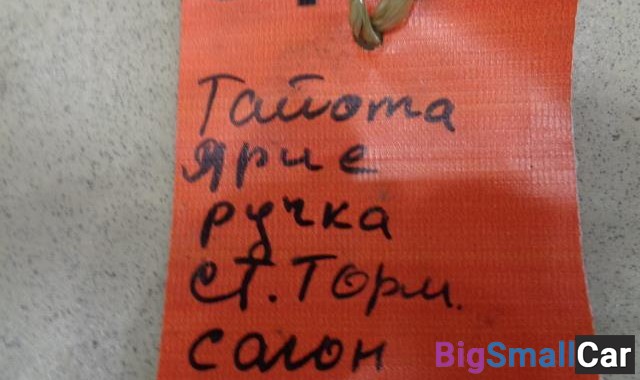 Тайота
Ярис
ручка
ст. Торм.
салон
BigSmallCar